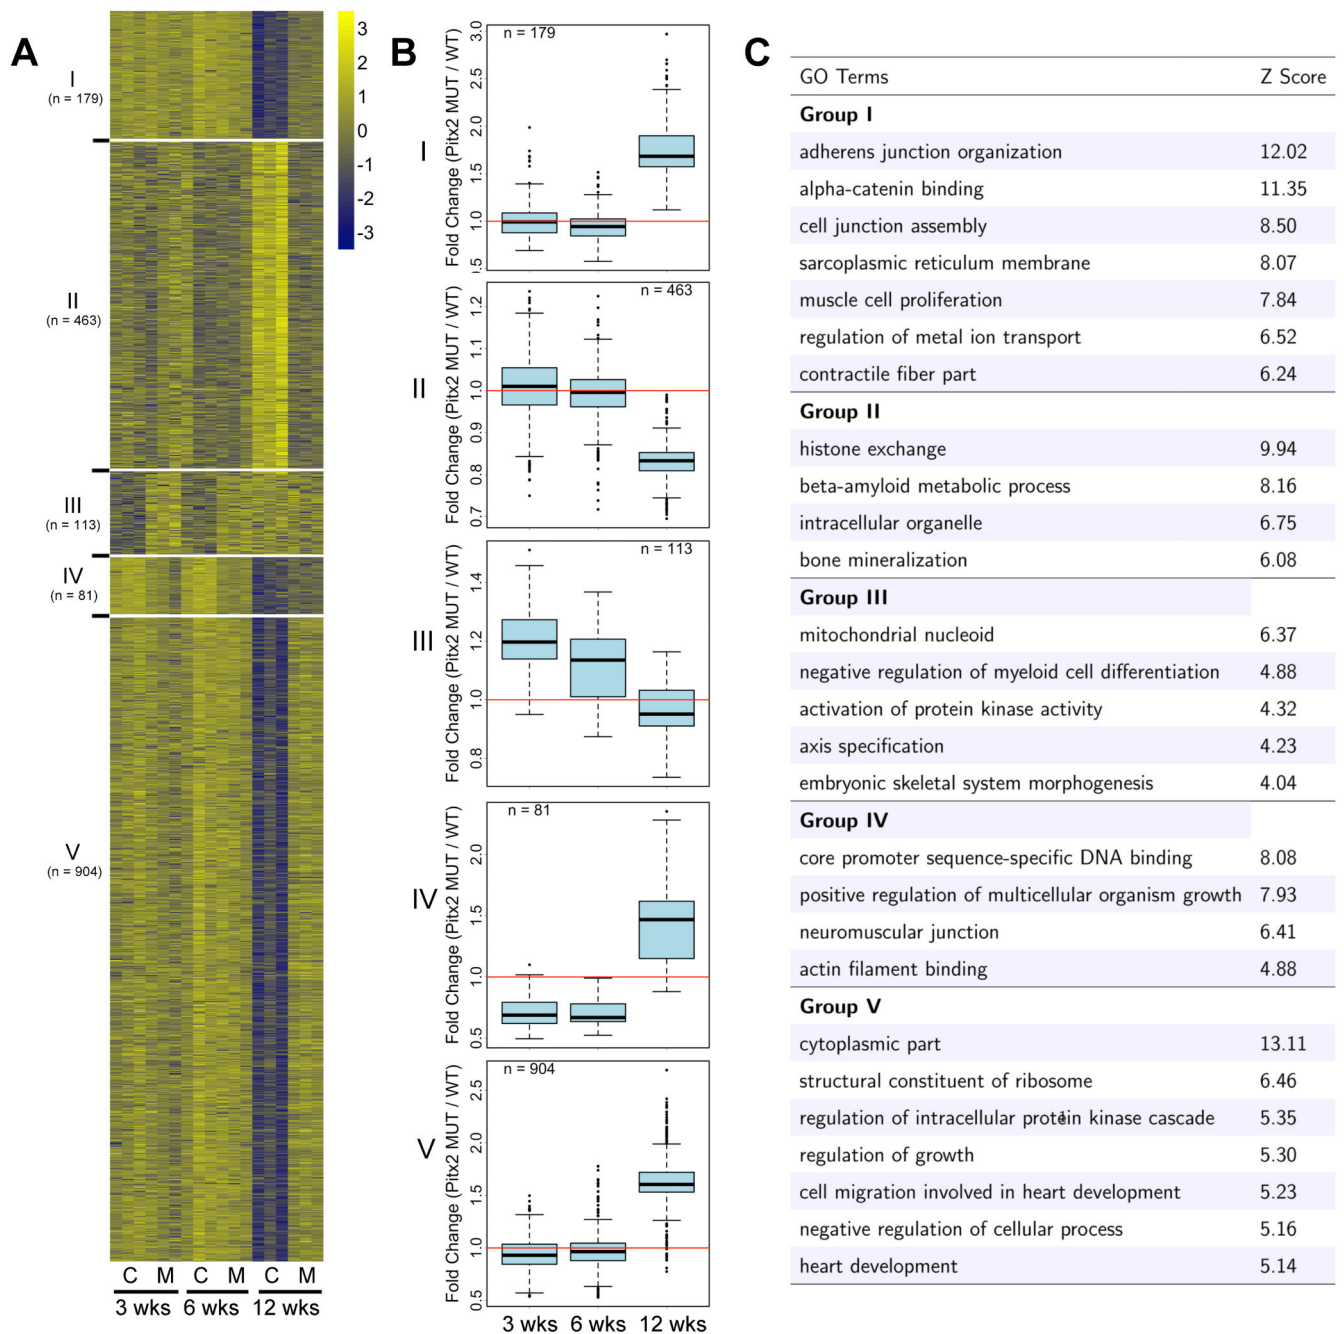 A
I
(n = 179)
II
(n = 463)
III
(n = 113)
IV
(n = 81)
V
(n = 904)
3
2
1
0
-1
-2
-3
C M C M C M
3 wks 6 wks 12 wks
B
I
Fold Change (Pitx2 MUT / WT)
n = 179
3.0
2.5
2.0
1.5
1.0
0.5
II
Fold Change (Pitx2 MUT / WT)
n = 463
1.2
1.1
1.0
0.9
0.8
0.7
III
Fold Change (Pitx2 MUT / WT)
n = 113
1.4
1.2
1.0
0.8
IV
Fold Change (Pitx2 MUT / WT)
n = 81
2.0
1.5
1.0
0.5
V
Fold Change (Pitx2 MUT / WT)
n = 904
2.5
2.0
1.5
1.0
0.5
3 wks 6 wks 12 wks
C
GO Terms Z Score
Group I
adherens junction organization 12.02
alpha-catenin binding 11.35
cell junction assembly 8.50
sarcoplasmic reticulum membrane 8.07
muscle cell proliferation 7.84
regulation of metal ion transport 6.52
contractile fiber part 6.24
Group II
histone exchange 9.94
beta-amyloid metabolic process 8.16
intracellular organelle 6.75
bone mineralization 6.08
Group III
mitochondrial nucleoid 6.37
negative regulation of myeloid cell differentiation 4.88
activation of protein kinase activity 4.32
axis specification 4.23
embryonic skeletal system morphogenesis 4.04
Group IV
core promoter sequence-specific DNA binding 8.08
positive regulation of multicellular organism growth 7.93
neuromuscular junction 6.41
actin filament binding 4.88
Group V
cytoplasmic part 13.11
structural constituent of ribosome 6.46
regulation of intracellular protein kinase cascade 5.35
regulation of growth 5.30
cell migration involved in heart development 5.23
negative regulation of cellular process 5.16
heart development 5.14